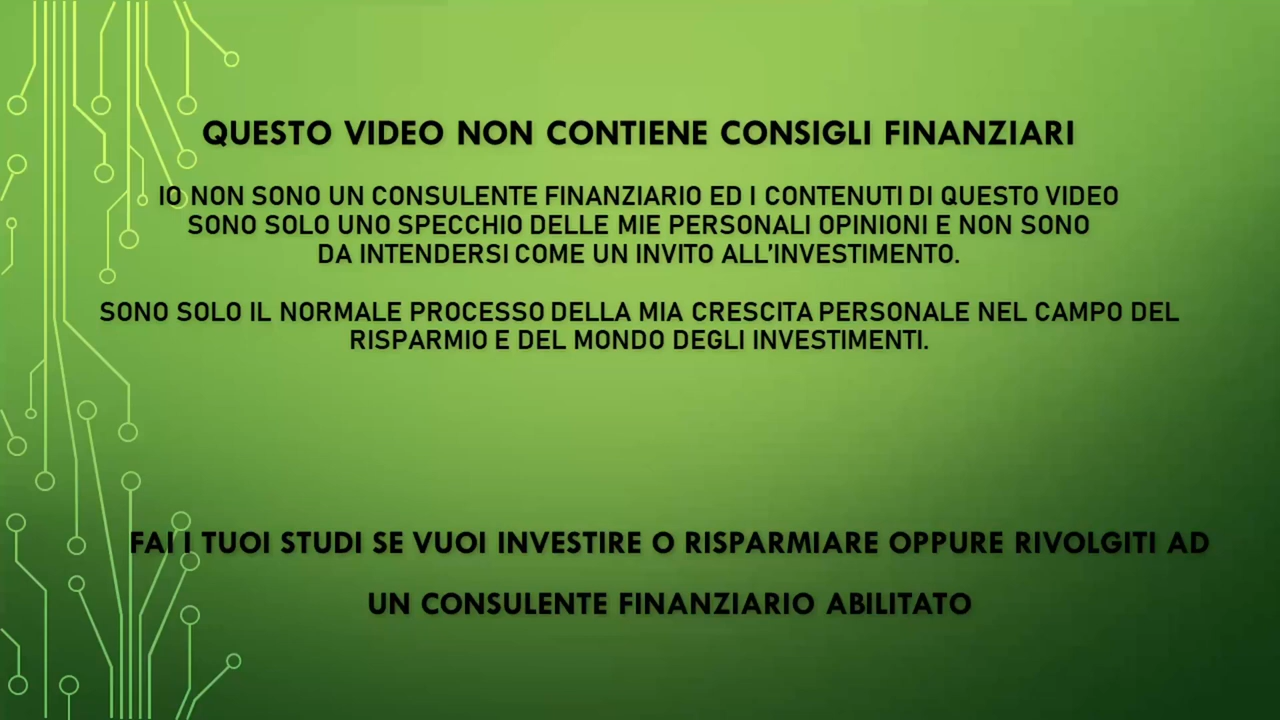 QUESTO VIDEO NON CONTIENE CONSIGLI FINANZIARI
IO NON SONO UN CONSULENTE FINANZIARIO ED I CONTENUTI DI QUESTO VIDEO
SONO SOLO UNO SPECCHIO DELLE MIE PERSONALI OPINIONI E NON SONO
DA INTENDERSI COME UN INVITO ALL'INVESTIMENTO.
SONO SOLO IL NORMALE PROCESSO DELLA MIA CRESCITA PERSONALE NEL CAMPO DEL
RISPARMIO E DEL MONDO DEGLI INVESTIMENTI.
FAI I TUOI STUDI SE VUOI INVESTIRE O RISPARMIARE OPPURE RIVOLGITI AD
UN CONSULENTE FINANZIARIO ABILITATO